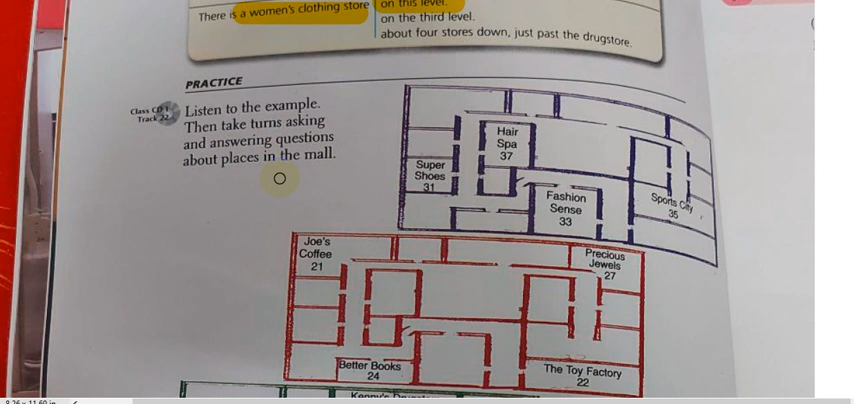 There is a women's clothing store
on this level.
on the third level.
about four stores down, just past the drugstore.
PRACTICE
Class CD 1
Track 22
Listen to the example.
Then take turns asking
and answering questions
about places in the mall.
Hair
Spa
37
Super
Shoes
31
Fashion
Sense
33
Sports City
35
Joe's
Coffee
21
Precious
Jewels
27
Better Books
24
The Toy Factory
22